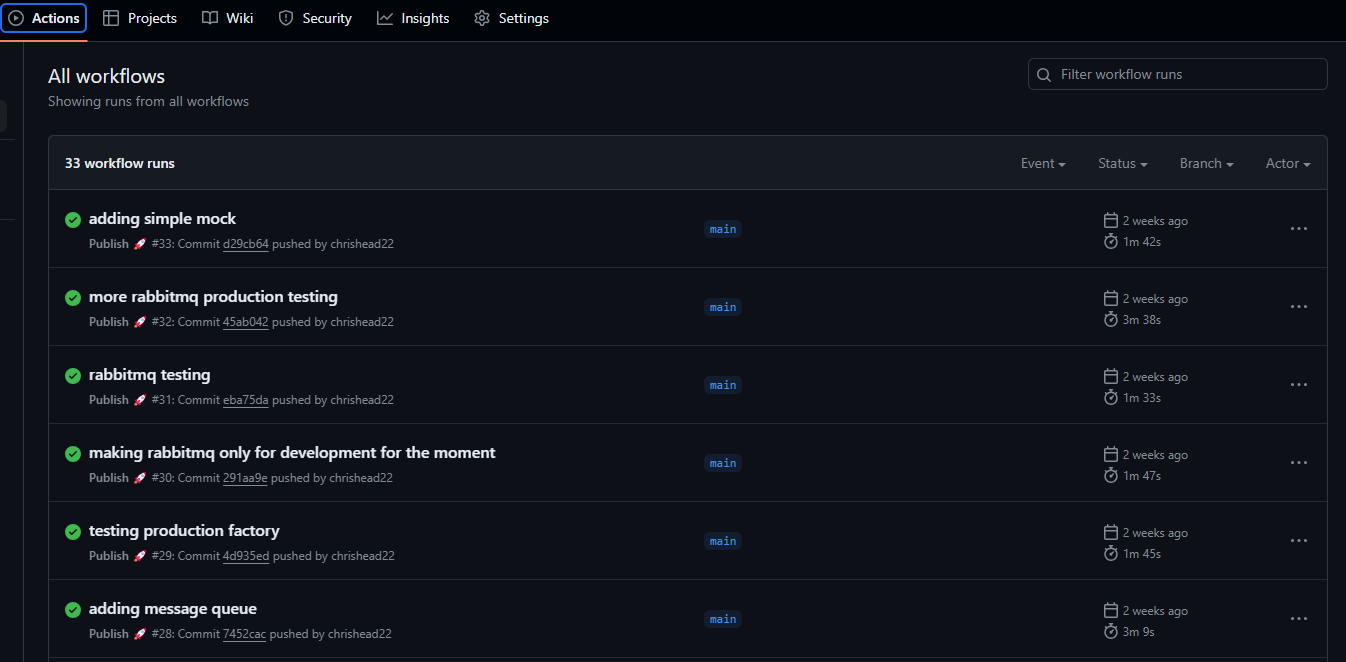 Actions Projects Wiki Security Insights Settings
All workflows
Filter workflow runs
Showing runs from all workflows
33 workflow runs Event Status Branch Actor
adding simple mock
main
2 weeks ago
Publish 🚀 #33: Commit d29cb64 pushed by chrishead22
1m 42s
more rabbitmq production testing
main
2 weeks ago
Publish 🚀 #32: Commit 45ab042 pushed by chrishead22
3m 38s
rabbitmq testing
main
2 weeks ago
Publish 🚀 #31: Commit eba75da pushed by chrishead22
1m 33s
making rabbitmq only for development for the moment
main
2 weeks ago
Publish 🚀 #30: Commit 291aa9e pushed by chrishead22
1m 47s
testing production factory
main
2 weeks ago
Publish 🚀 #29: Commit 4d935ed pushed by chrishead22
1m 45s
adding message queue
main
2 weeks ago
Publish 🚀 #28: Commit 7452cac pushed by chrishead22
3m 9s